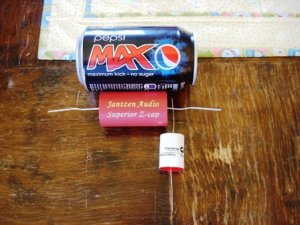 pepsi
MAX
maximum kick - no sugar
Jantzen Audio
Superior Z-cap